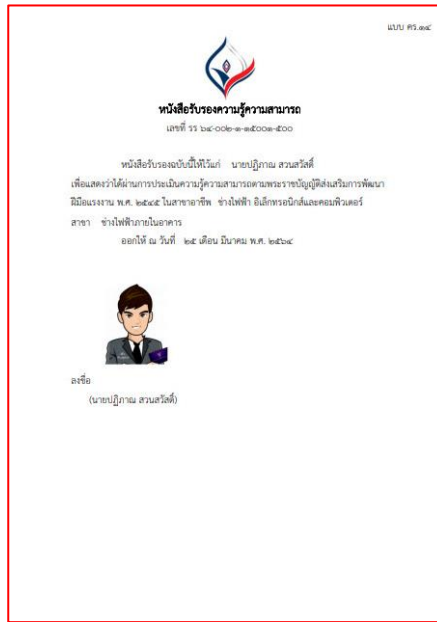 แบบ คร.๑๔
หนังสือรับรองความรู้ความสามารถ
เลขที่ รร ๖๔-๐๐๒-๑-๑๕๐๐๑-๕๐๐
หนังสือรับรองฉบับนี้ให้ไว้แก่ นายปฏิภาณ สวนสวัสดิ์
เพื่อแสดงว่าได้ผ่านการประเมินความรู้ความสามารถตามพระราชบัญญัติส่งเสริมการพัฒนา
ฝีมือแรงงาน พ.ศ. ๒๕๔๕ ในสาขาอาชีพ ช่างไฟฟ้า อิเล็กทรอนิกส์และคอมพิวเตอร์
สาขา ช่างไฟฟ้าภายในอาคาร
ออกให้ ณ วันที่ ๒๕ เดือน มีนาคม พ.ศ. ๒๕๖๔
ลงชื่อ
(นายปฏิภาณ สวนสวัสดิ์)